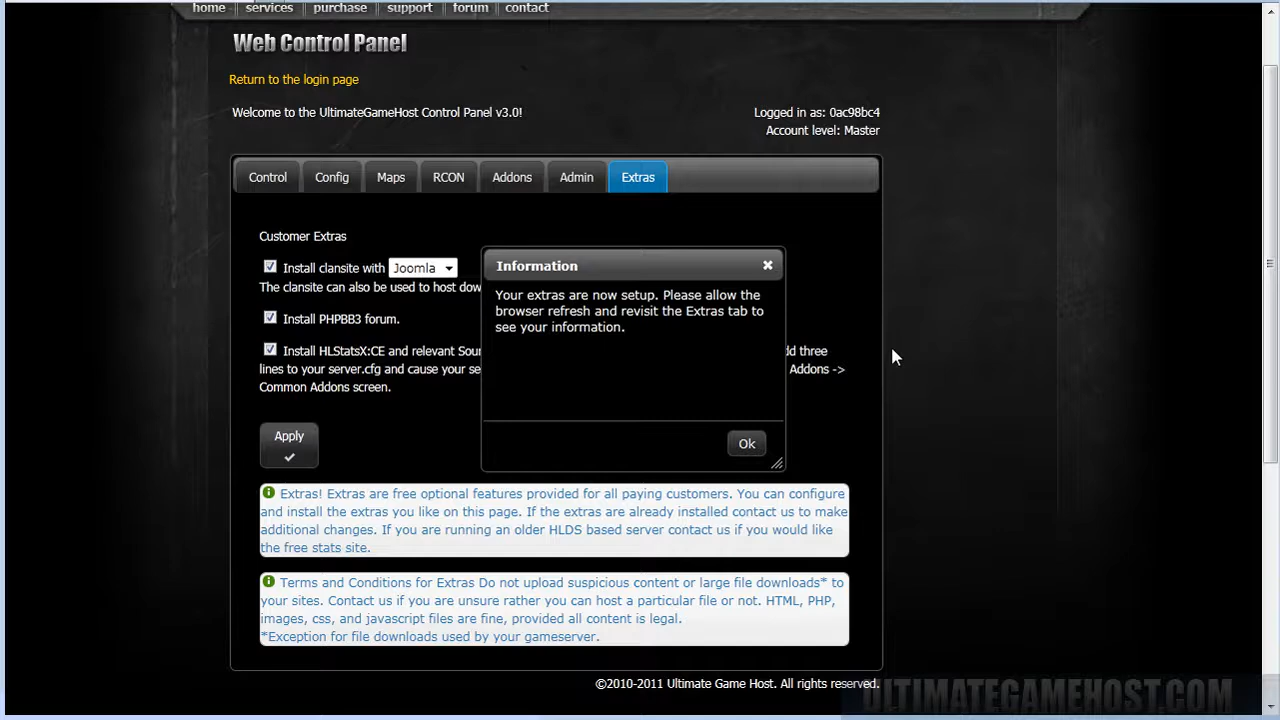 home services purchase support forum contact
Web Control Panel
Return to the login page
Welcome to the UltimateGameHost Control Panel v3.0!
Logged in as: 0ac98bc4
Account level: Master
Control Config Maps RCON Addons Admin Extras
Customer Extras
Install clansite with Joomla
The clansite can also be used to host dow
Install PHPBB3 forum.
Install HLStatsX:CE and relevant Sour
dd three
lines to your server.cfg and cause your se
Addons ->
Common Addons screen.
Information
Your extras are now setup. Please allow the
browser refresh and revisit the Extras tab to
see your information.
Ok
Apply
Extras! Extras are free optional features provided for all paying customers. You can configure
and install the extras you like on this page. If the extras are already installed contact us to make
additional changes. If you are running an older HLDS based server contact us if you would like
the free stats site.
Terms and Conditions for Extras Do not upload suspicious content or large file downloads* to
your sites. Contact us if you are unsure rather you can host a particular file or not. HTML, PHP,
images, css, and javascript files are fine, provided all content is legal.
*Exception for file downloads used by your gameserver.
©2010-2011 Ultimate Game Host. All rights reserved.
ULTIMATEGAMEHOST.COM